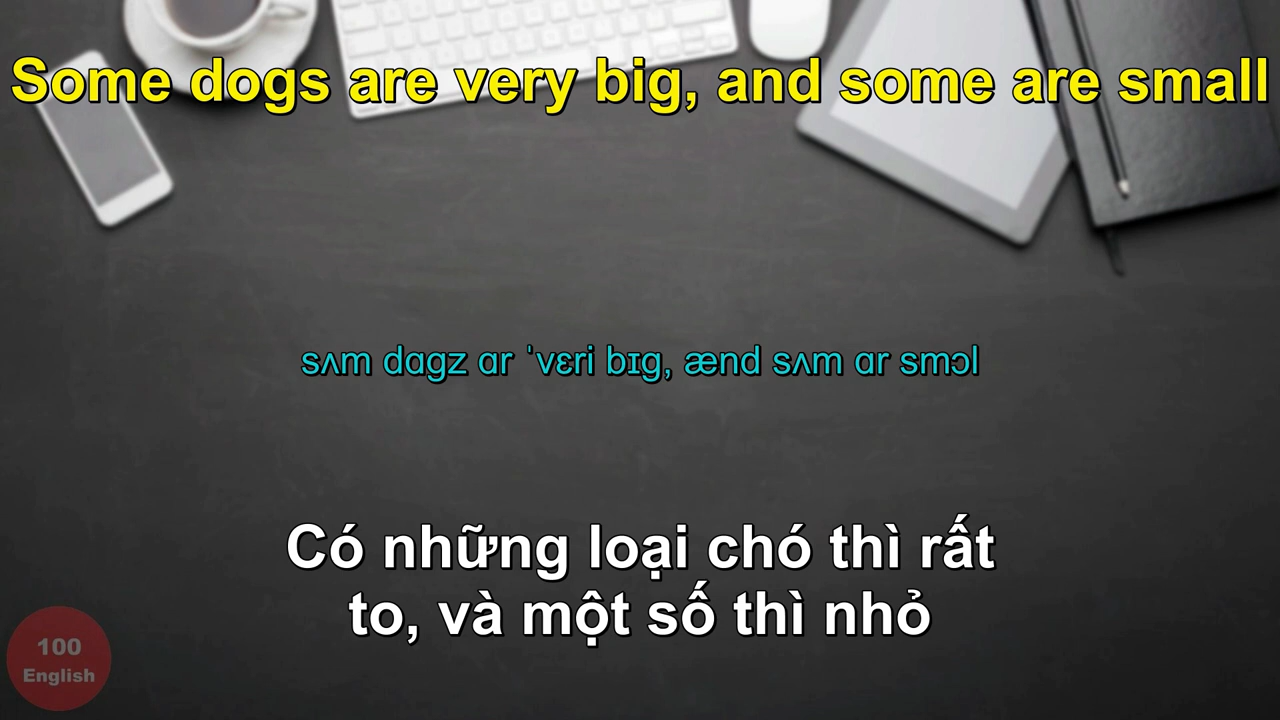 Some dogs are very big, and some are small
sʌm dɑgz ɑr ˈvɛri bɪg, ænd sʌm ɑr smɔl
Có những loại chó thì rất
to, và một số thì nhỏ
100
English